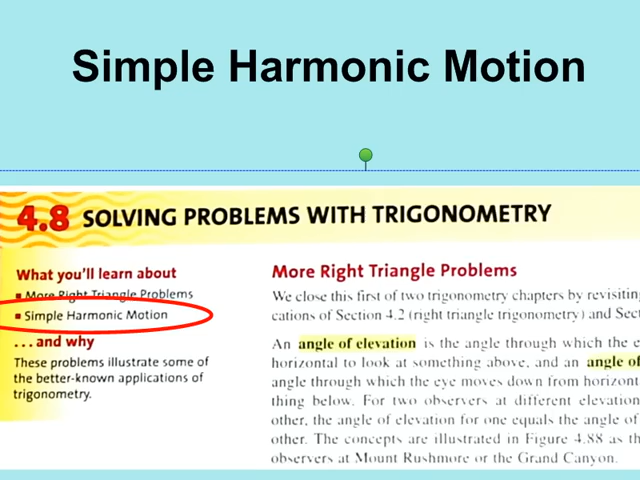 Simple Harmonic Motion
4.8 SOLVING PROBLEMS WITH TRIGONOMETRY
What you'll learn about
▪ More Right Triangle Problems
▪ Simple Harmonic Motion
. . . and why
These problems illustrate some of
the better-known applications of
trigonometry.
More Right Triangle Problems
We close this first of two trigonometry chapters by revisiting
cations of Section 4.2 (right triangle trigonometry) and
An angle of elevation is the angle through which the
horizontal to look at something above, and an angle
angle through which the eye moves down from
thing below. For two observers at different
other, the angle of elevation for one equals the angle of
other. The concepts are illustrated in Figure 4.88 as
observers at Mount Rushmore or the Grand Canyon.